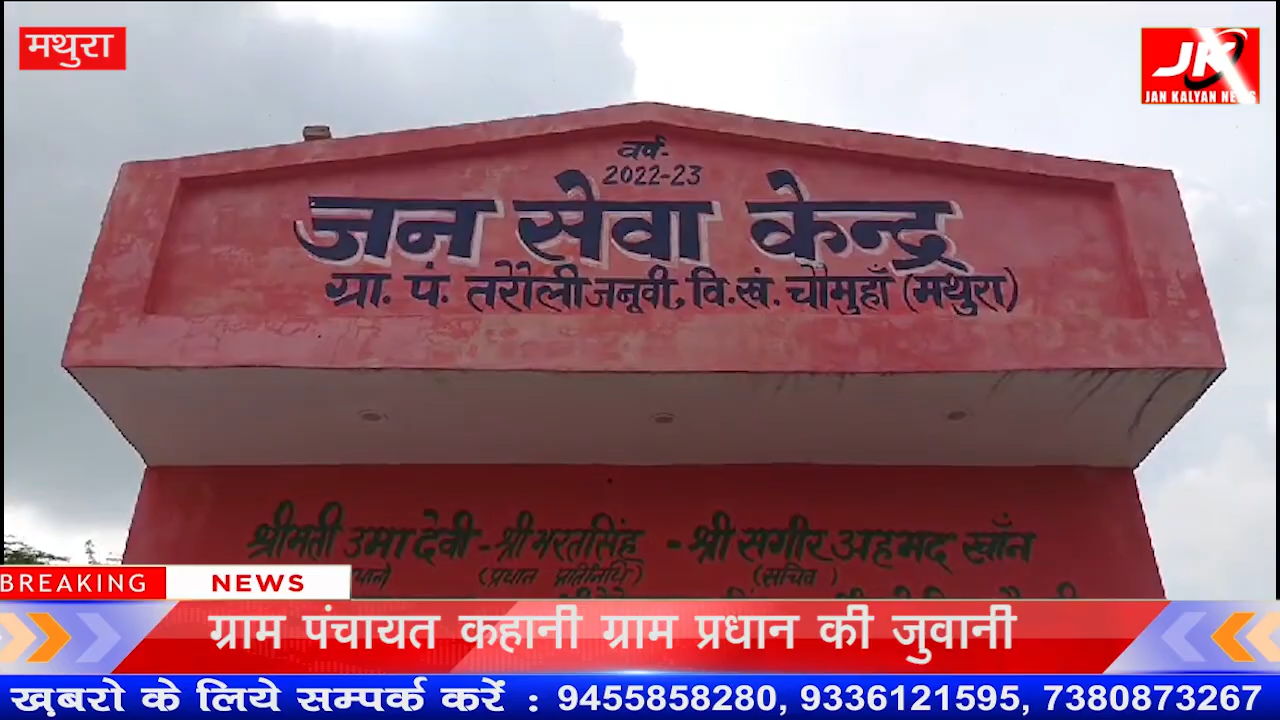 मथुरा
JK
JAN KALYAN NEWS
वर्ष-
2022-23
जन सेवा केन्द्र
ग्रा. पं. तरौलीजनूवी, वि.खं. चौमुहाँ (मथुरा)
श्रीमती उमा देवी - श्री भरतसिंह - श्री सगीर अहमद खाँन
(प्रधान प्रतिनिधि) (सचिव)
BREAKING NEWS
ग्राम पंचायत कहानी ग्राम प्रधान की जुवानी
ख़बरो के लिये सम्पर्क करें : 9455858280, 9336121595, 7380873267